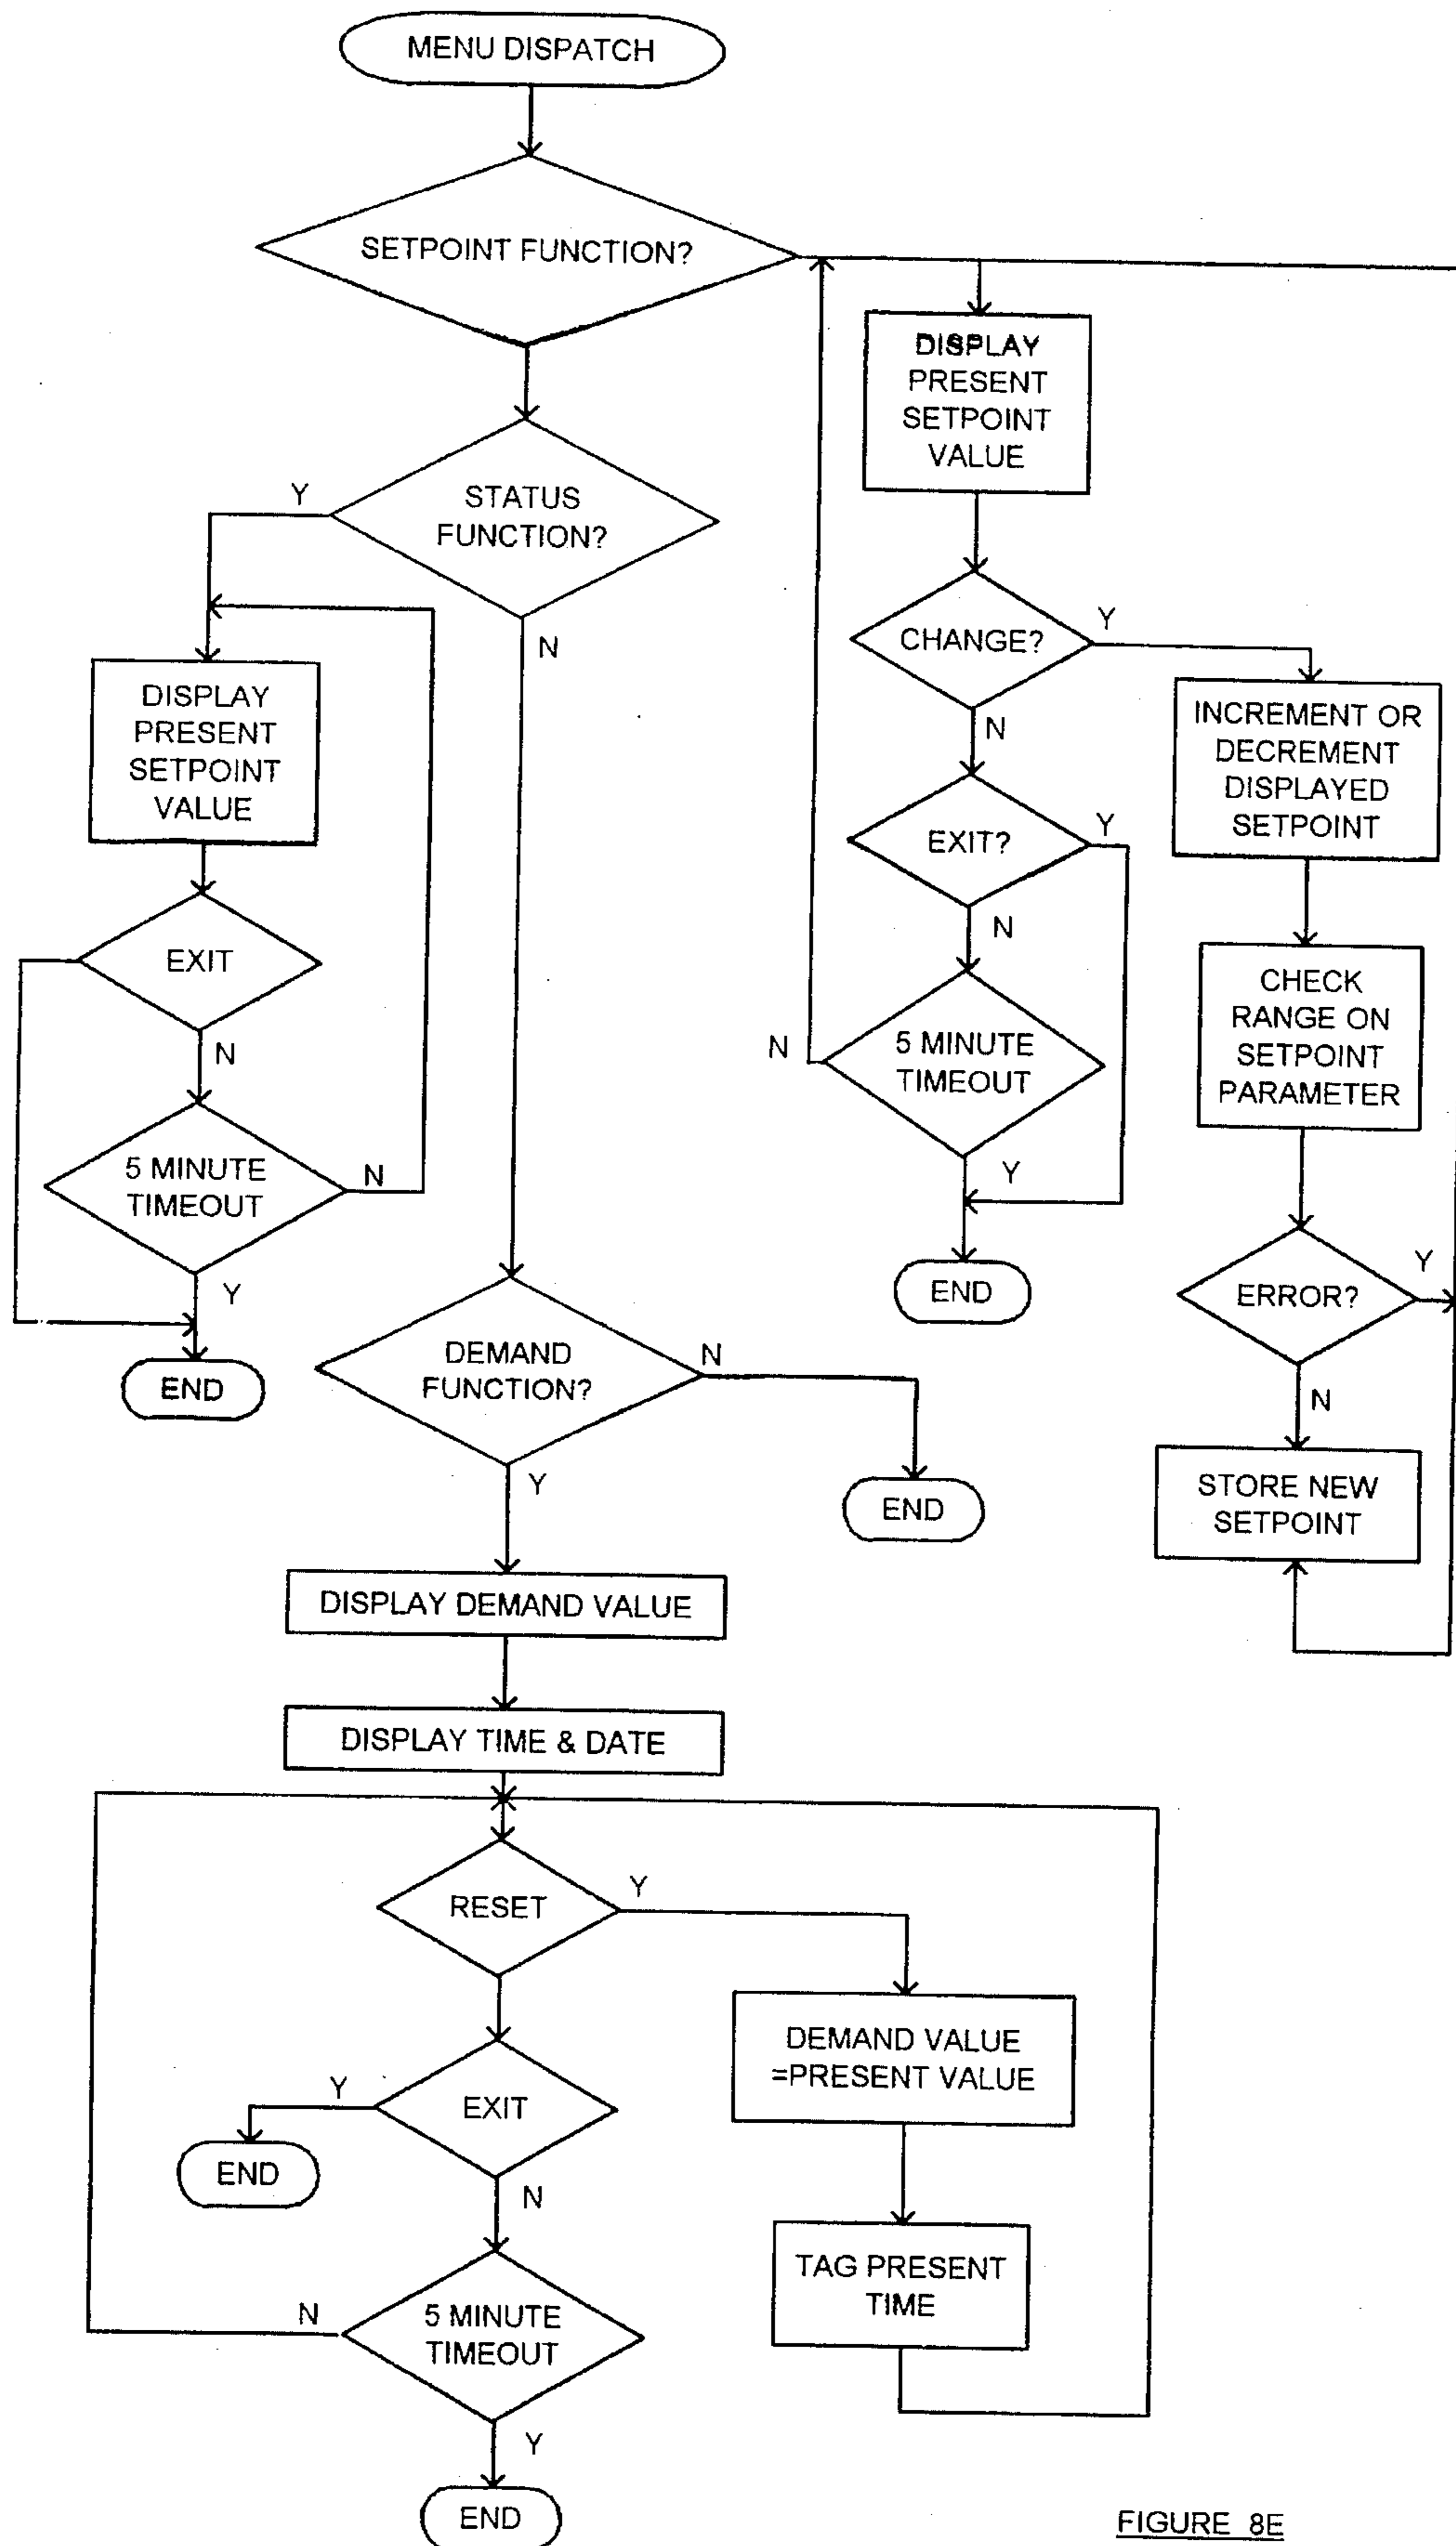 MENU DISPATCH
SETPOINT FUNCTION?
DISPLAY
PRESENT
SETPOINT
VALUE
Y
STATUS
FUNCTION?
N
CHANGE?
Y
N
DISPLAY
PRESENT
SETPOINT
VALUE
INCREMENT OR
DECREMENT
DISPLAYED
SETPOINT
EXIT?
Y
N
EXIT
N
CHECK
RANGE ON
SETPOINT
PARAMETER
5 MINUTE
TIMEOUT
N
Y
5 MINUTE
TIMEOUT
N
Y
END
END
ERROR?
Y
N
DEMAND
FUNCTION?
N
Y
END
STORE NEW
SETPOINT
DISPLAY DEMAND VALUE
DISPLAY TIME & DATE
RESET
Y
DEMAND VALUE
=PRESENT VALUE
EXIT
Y
N
END
TAG PRESENT
TIME
5 MINUTE
TIMEOUT
N
Y
END
FIGURE 8E